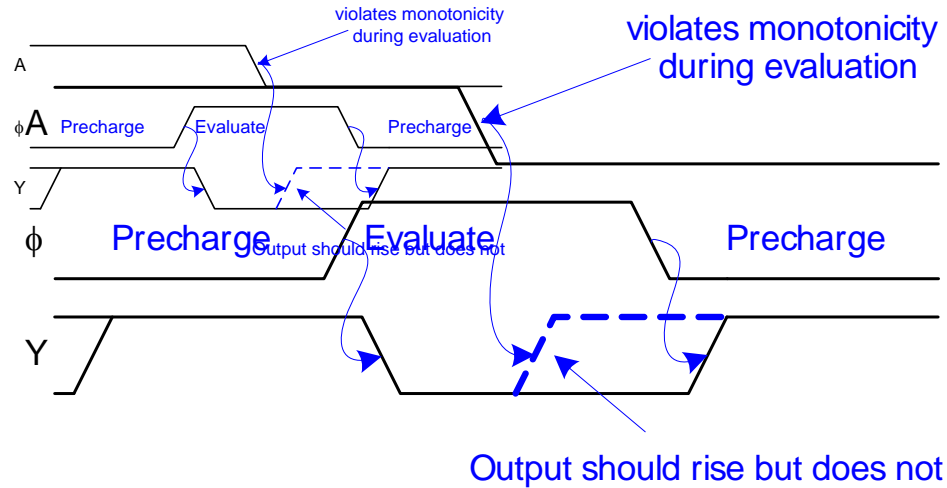 violates monotonicity
during evaluation
violates monotonicity
during evaluation
A
ϕ A Precharge Evaluate Precharge
Y
ϕ Precharge Evaluate Precharge
Output should rise but does not
Y
Output should rise but does not